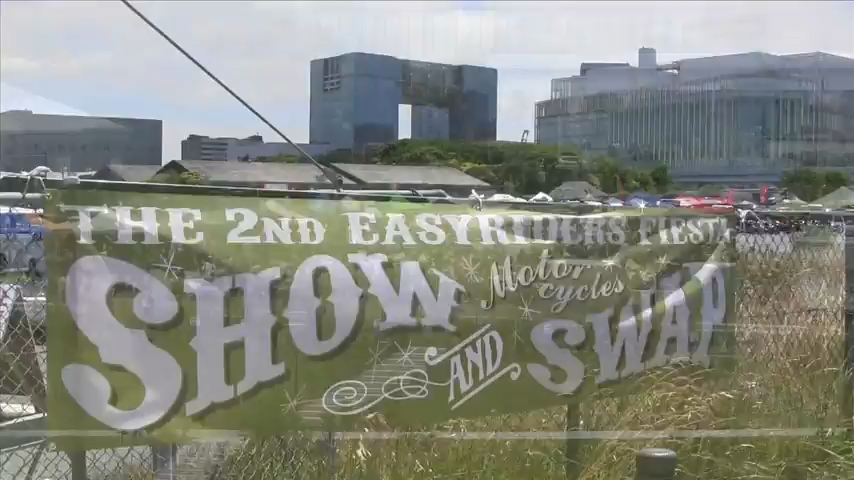 THE 2ND EASYRIDERS FIESTA
SHOW Motor
cycles
AND SWAP